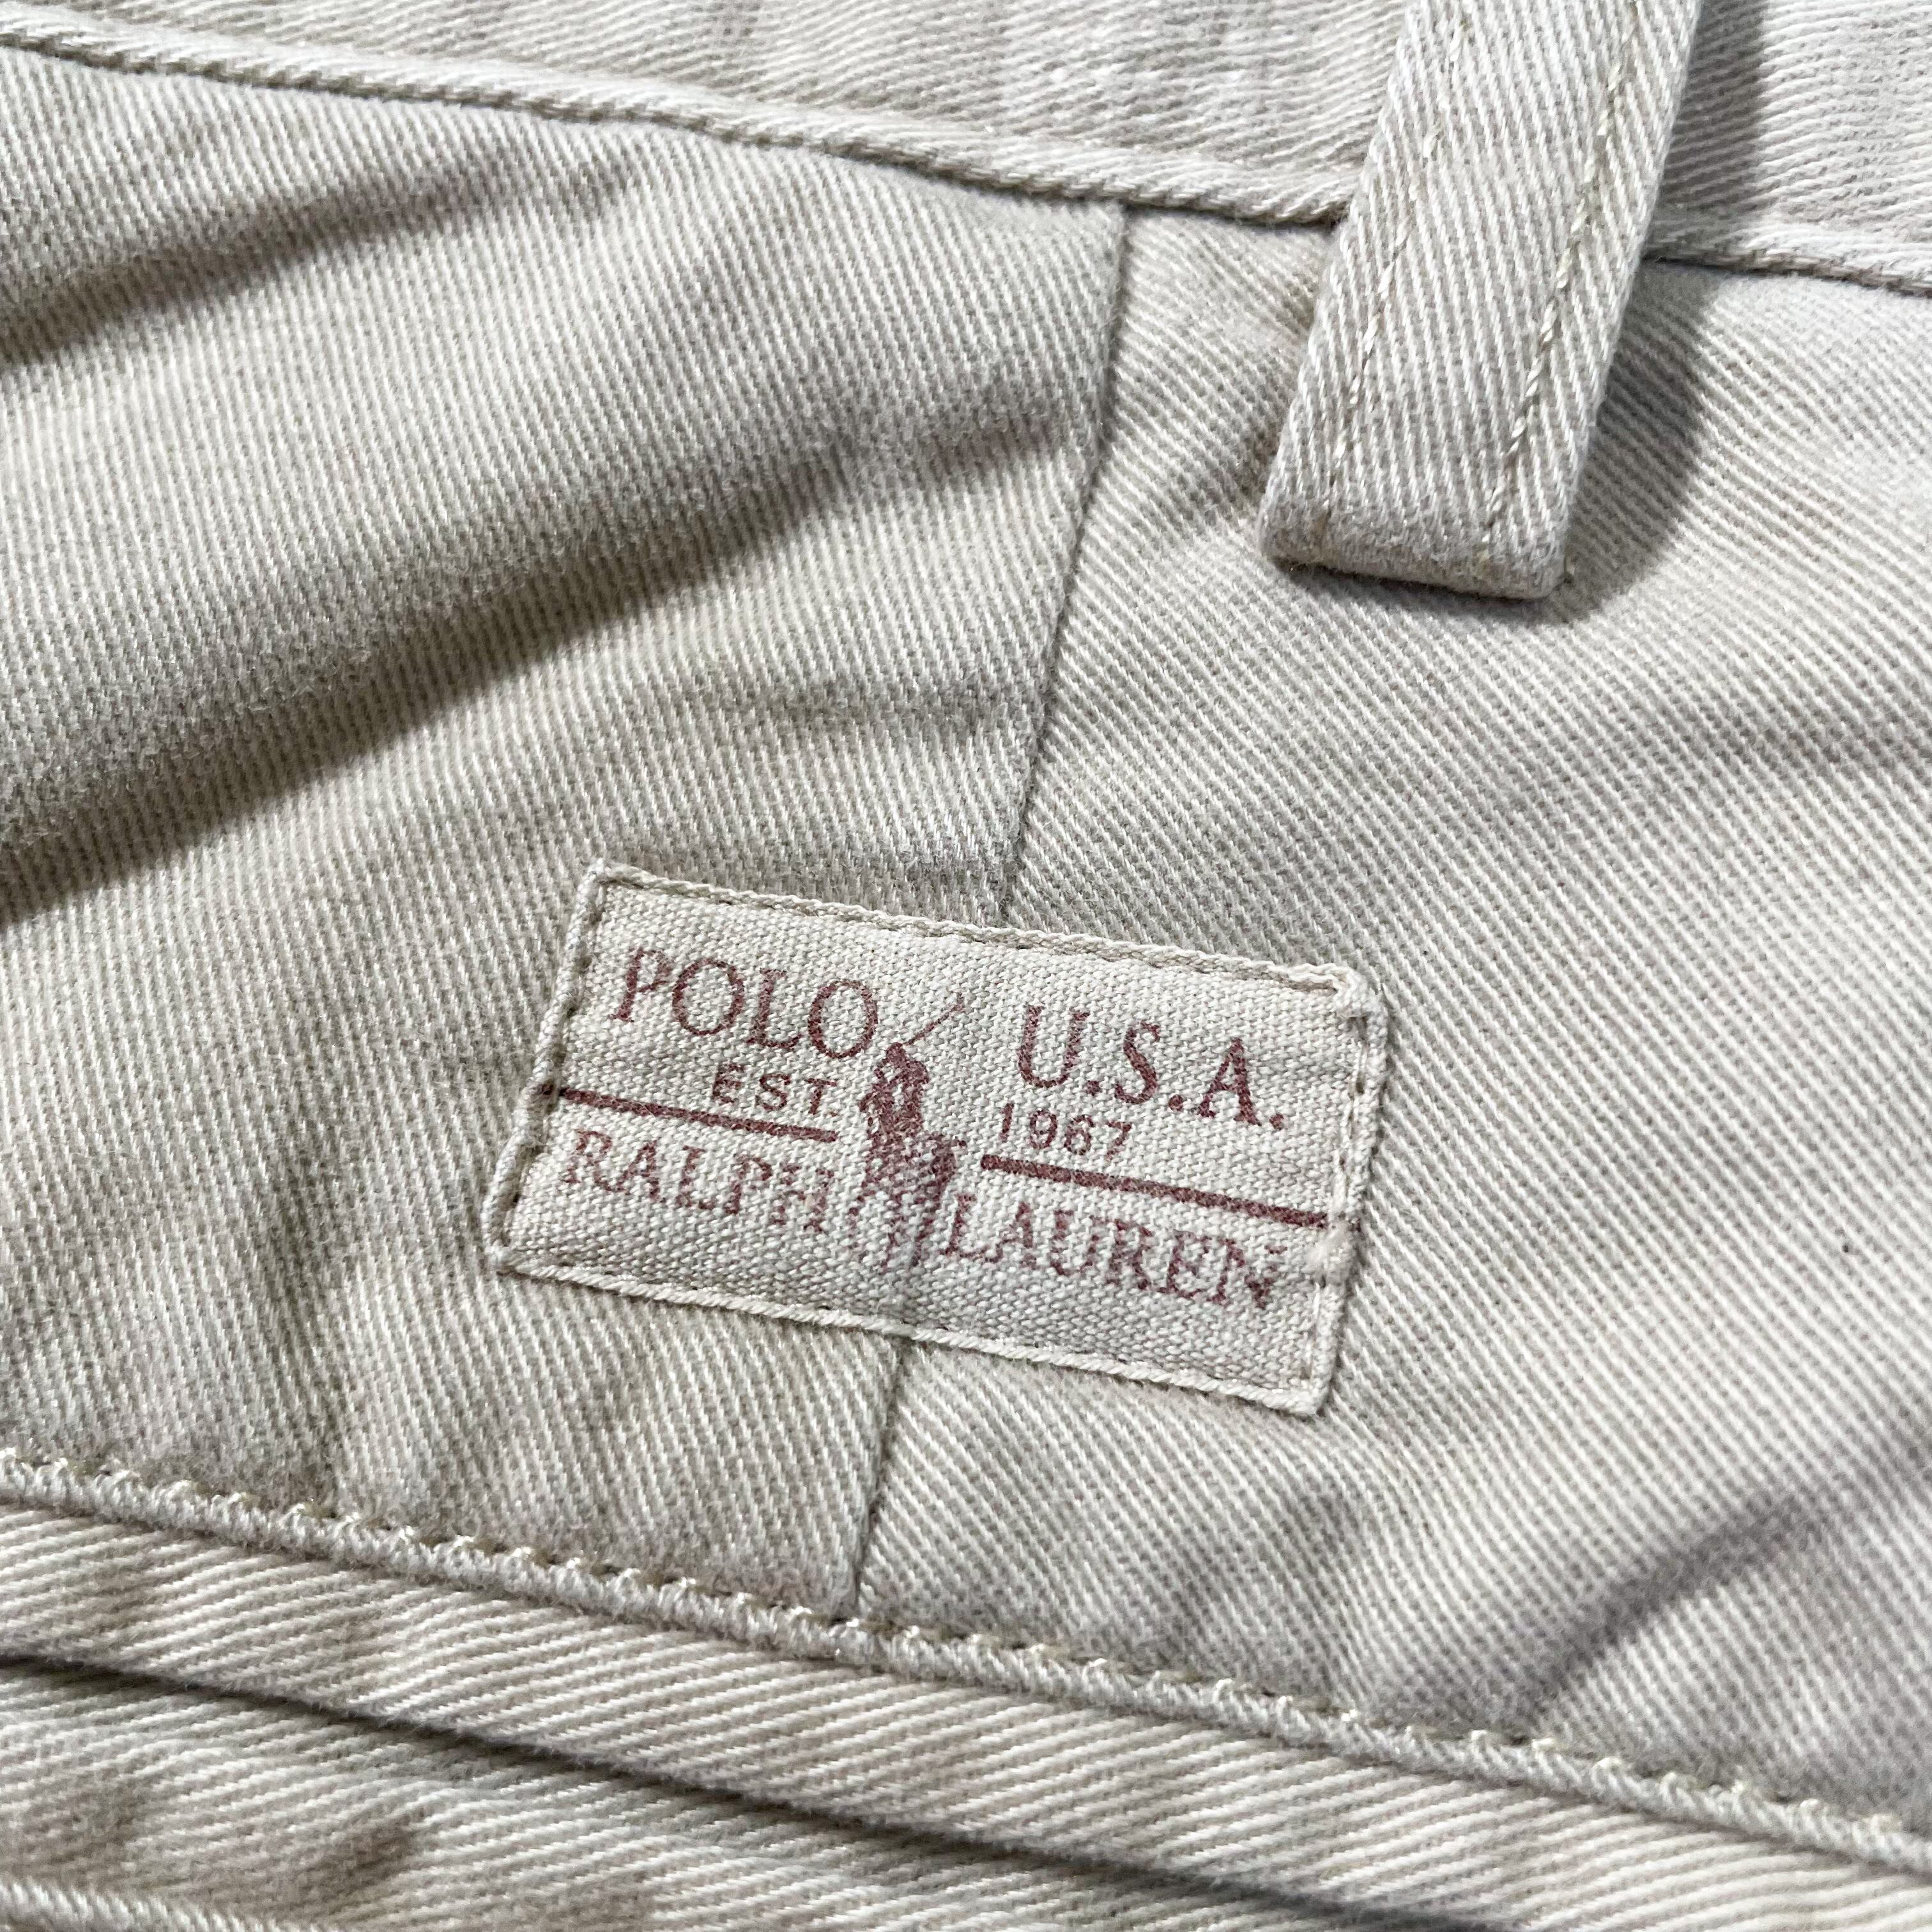 POLO U.S.A.
EST. 1967
RALPH LAUREN